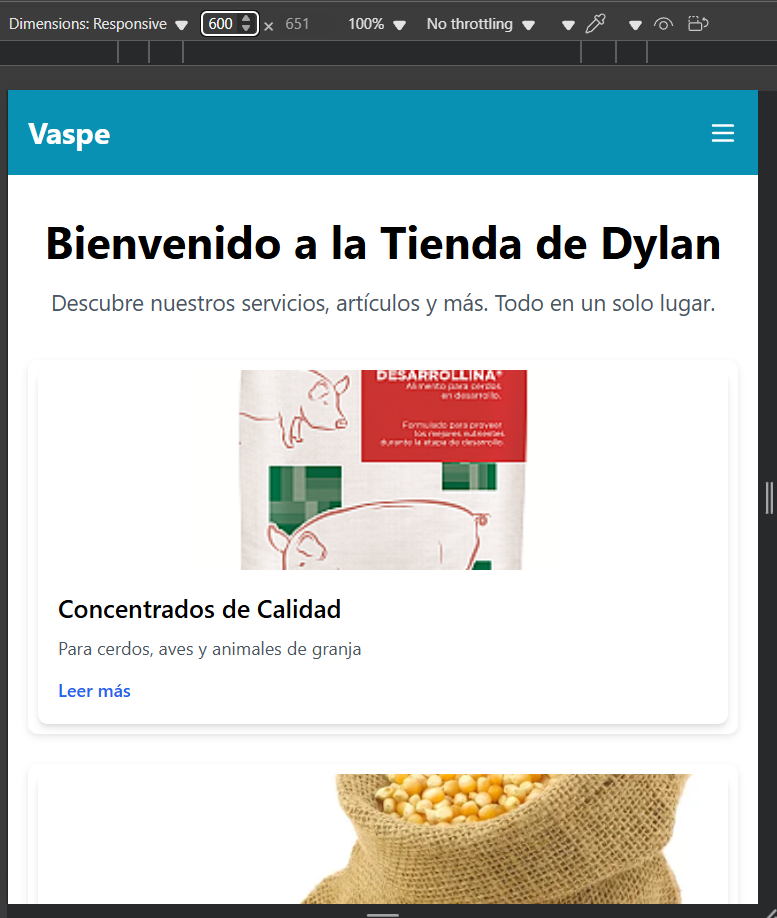 Dimensions: Responsive 600 × 651 100% No throttling
Vaspe
Bienvenido a la Tienda de Dylan
Descubre nuestros servicios, artículos y más. Todo en un solo lugar.
DESARROLLINA®
Alimento para cerdos
en desarrollo.
Formulado para proveer
los mejores nutrientes
durante la etapa de desarrollo.
Concentrados de Calidad
Para cerdos, aves y animales de granja
Leer más